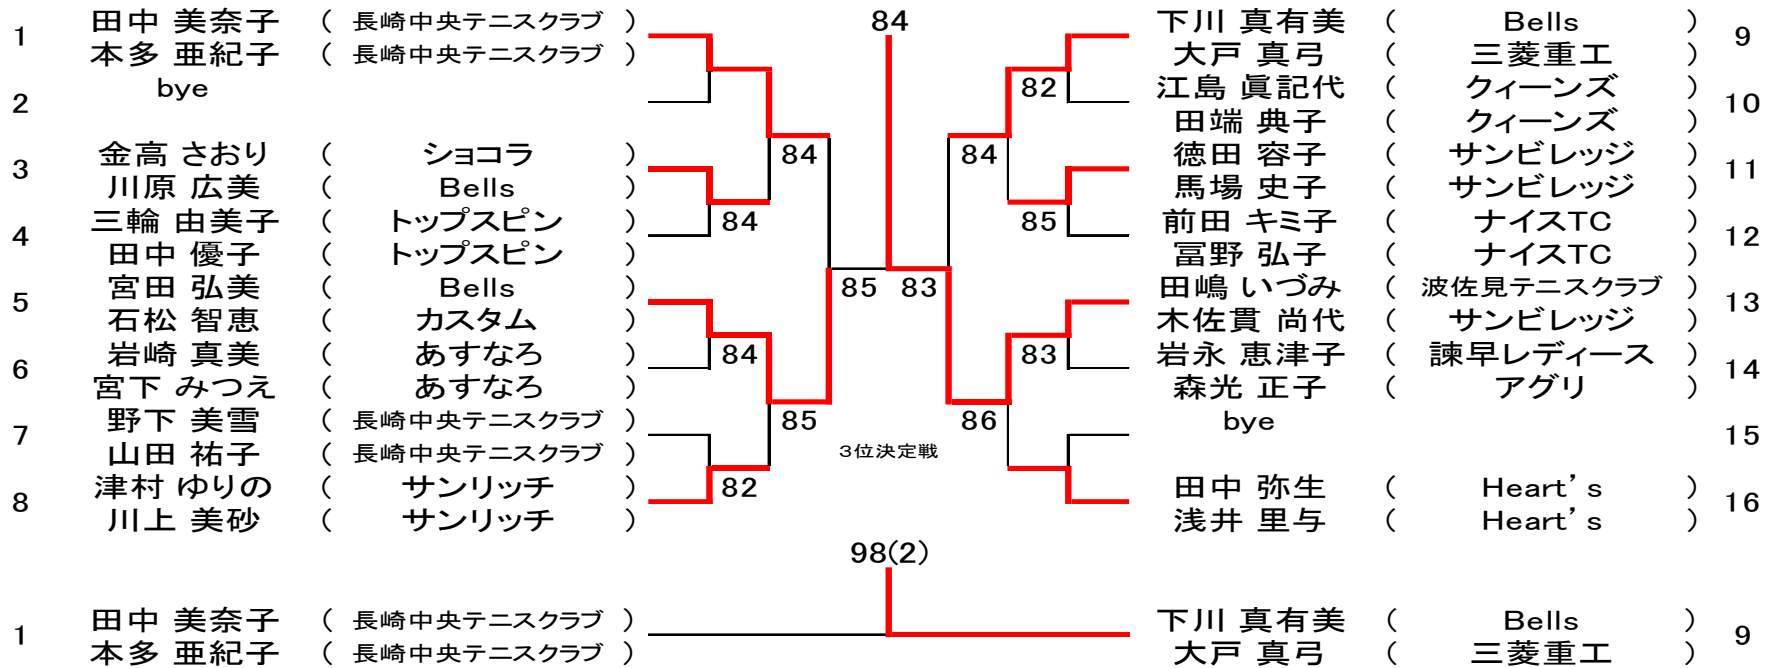 1 田中 美奈子 ( 長崎中央テニスクラブ )
本多 亜紀子 ( 長崎中央テニスクラブ )
2 bye
3 金高 さおり ( ショコラ )
川原 広美 ( Bells )
4 三輪 由美子 ( トップスピン )
田中 優子 ( トップスピン )
5 宮田 弘美 ( Bells )
石松 智恵 ( カスタム )
6 岩崎 真美 ( あすなろ )
宮下 みつえ ( あすなろ )
7 野下 美雪 ( 長崎中央テニスクラブ )
山田 祐子 ( 長崎中央テニスクラブ )
8 津村 ゆりの ( サンリッチ )
川上 美砂 ( サンリッチ )
84
84
84
85
82
85 83
84
84
82
85
83
86
3位決定戦
下川 真有美 ( Bells ) 9
大戸 真弓 ( 三菱重工 )
江島 眞記代 ( クィーンズ ) 10
田端 典子 ( クィーンズ )
徳田 容子 ( サンビレッジ ) 11
馬場 史子 ( サンビレッジ )
前田 キミ子 ( ナイスTC ) 12
冨野 弘子 ( ナイスTC )
田嶋 いづみ ( 波佐見テニスクラブ ) 13
木佐貫 尚代 ( サンビレッジ )
岩永 恵津子 ( 諫早レディース ) 14
森光 正子 ( アグリ )
bye 15
田中 弥生 ( Heart's ) 16
浅井 里与 ( Heart's )
98(2)
1 田中 美奈子 ( 長崎中央テニスクラブ )
本多 亜紀子 ( 長崎中央テニスクラブ )
下川 真有美 ( Bells ) 9
大戸 真弓 ( 三菱重工 )